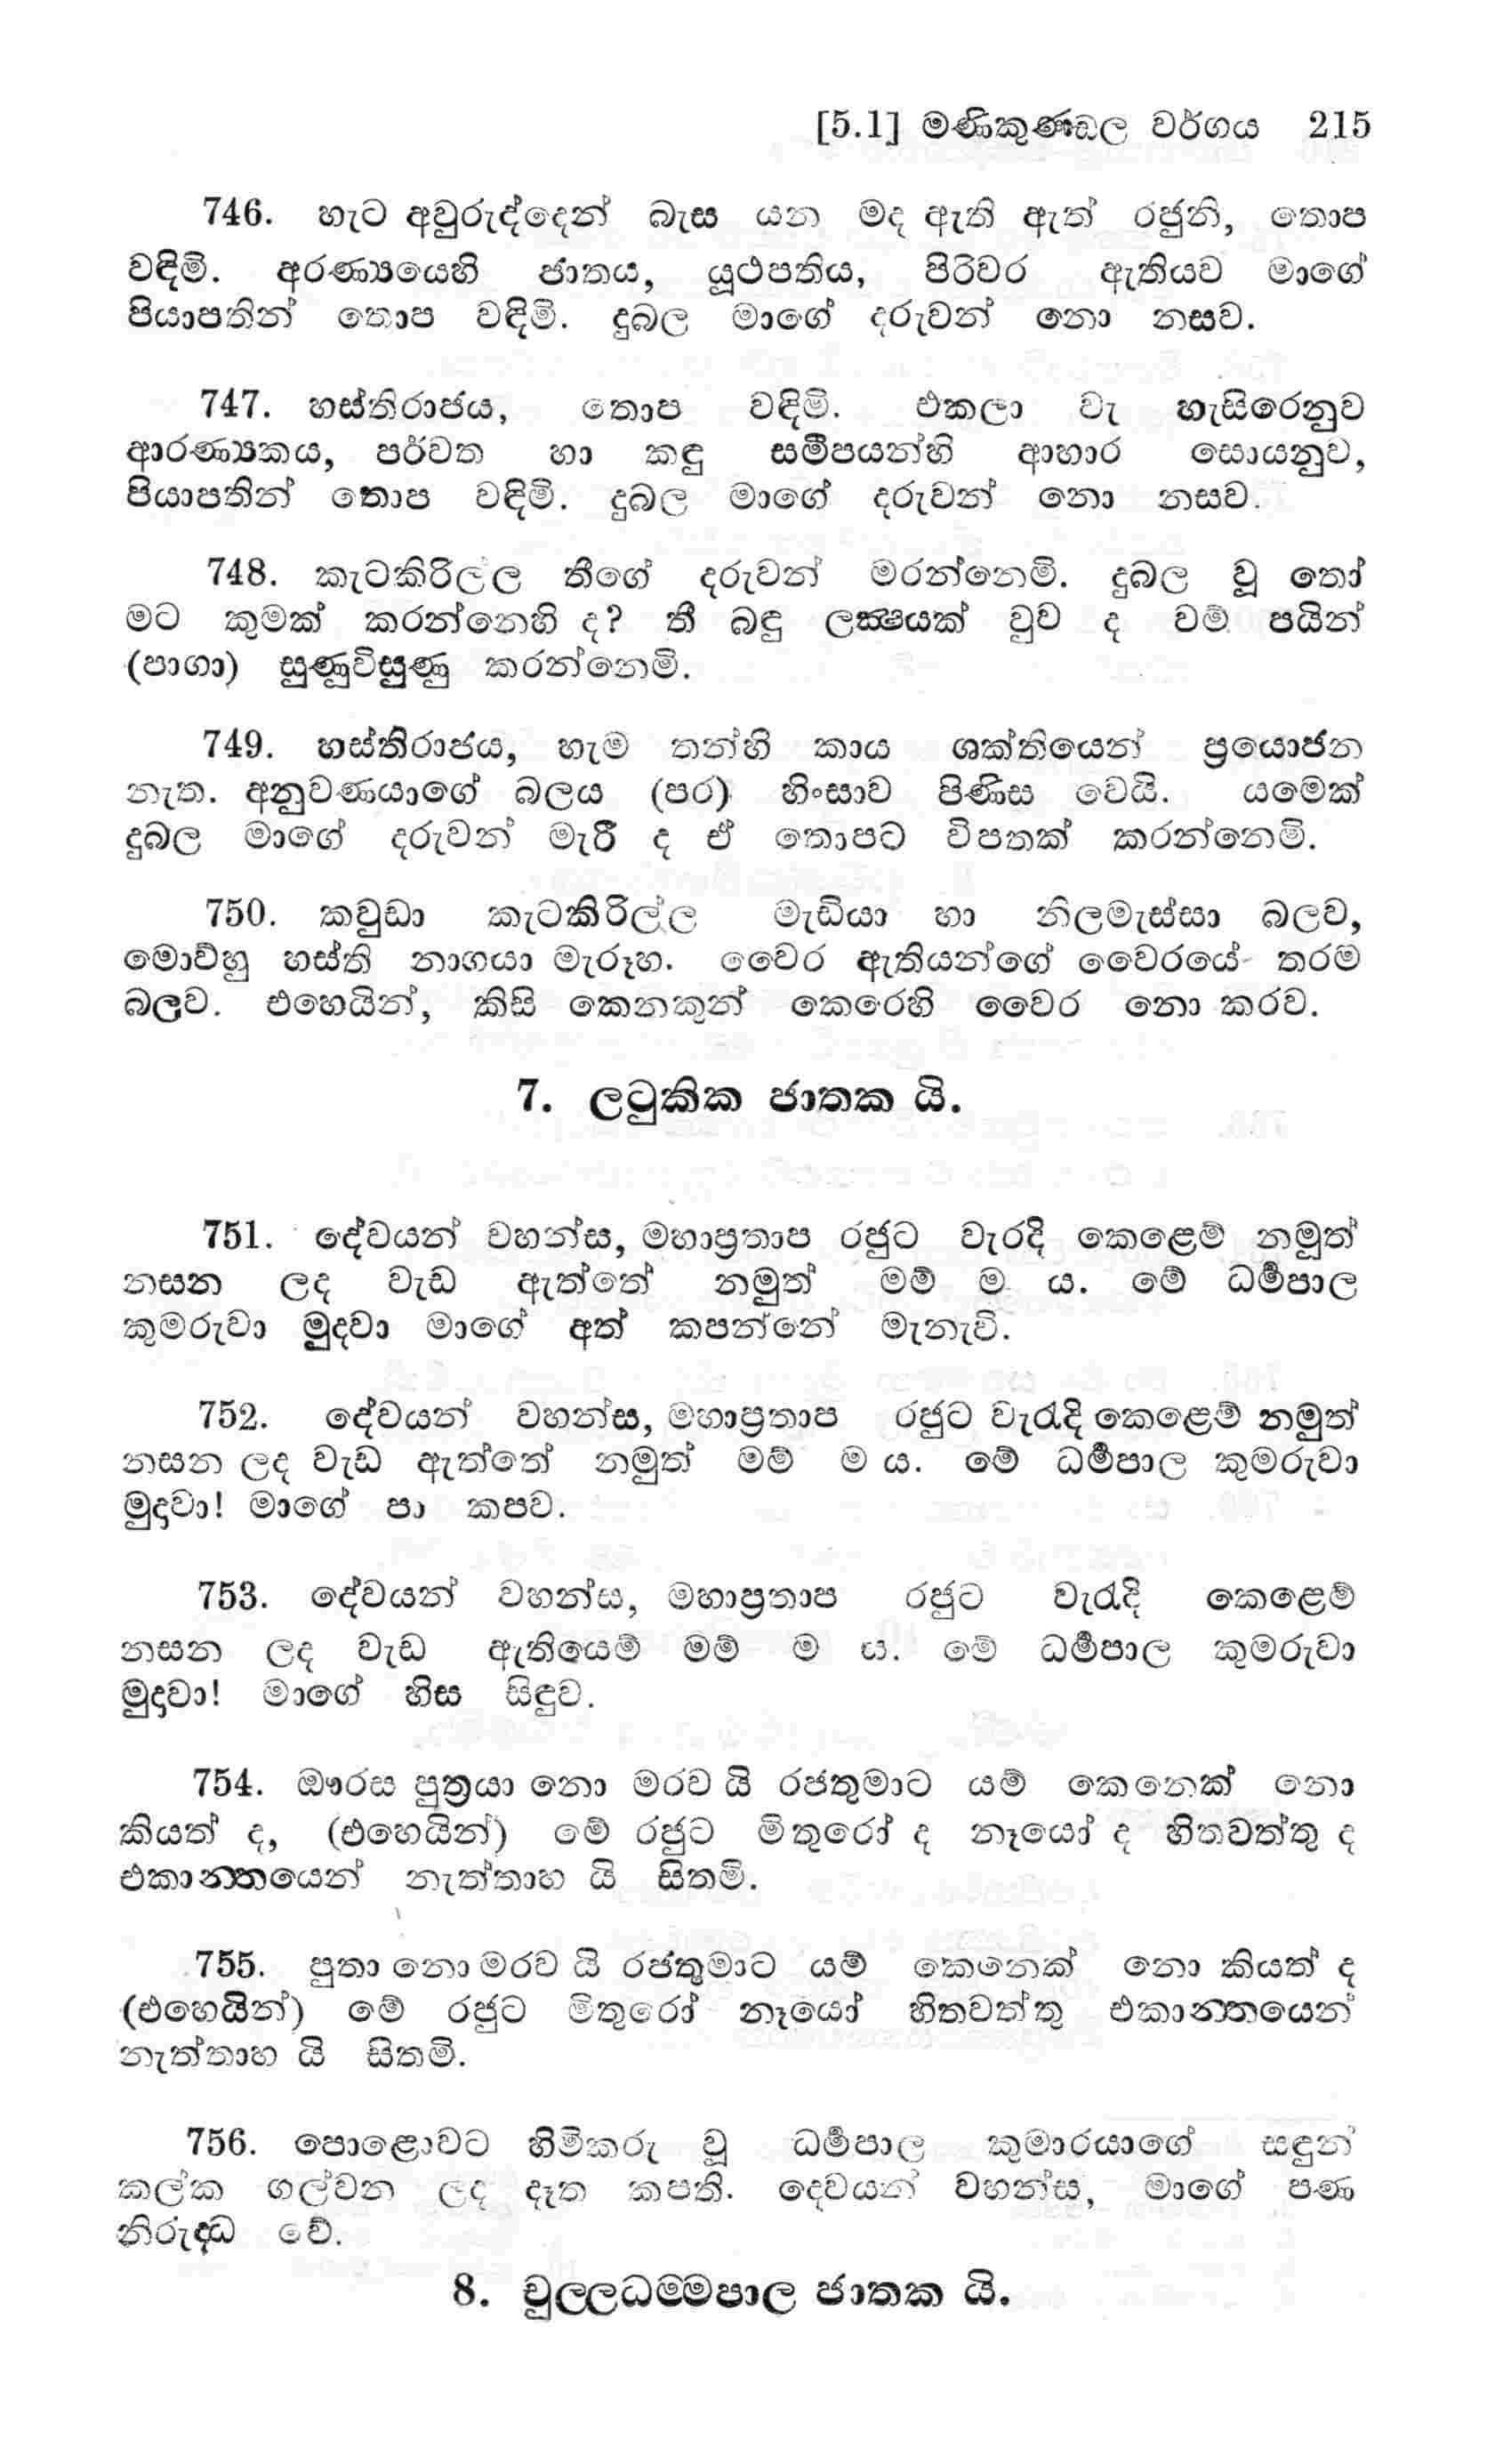 [5.1] මණිකුණ්ඩල වර්ගය 215
746. හැට අවුරුද්දෙන් බැස යන මද ඇති ඇත් රජුනි, තොප
වඳිමි. අරණ්‍යයෙහි ජාතය, යූථපතිය, පිරිවර ඇතියව මාගේ
පියාපතින් තොප වඳිමි. දුබල මාගේ දරුවන් නො නසව.
747. හස්තිරාජය, තොප වඳිමි. එකලා වැ හැසිරෙනුව
ආරණ්‍යකය, පර්වත හා කඳු සමීපයන්හි ආහාර සොයනුව,
පියාපතින් තොප වඳිමි. දුබල මාගේ දරුවන් නො නසව.
748. කැටකිරිල්ල තීගේ දරුවන් මරන්නෙමි. දුබල වූ තෝ
මට කුමක් කරන්නෙහි ද? තී බඳු ලක්‍ෂයක් වුව ද වම් පයින්
(පාගා) සුණුවිසුණු කරන්නෙමි.
749. හස්තිරාජය, හැම තන්හි කාය ශක්තියෙන් ප්‍රයොජන
නැත. අනුවණයාගේ බලය (පර) හිංසාව පිණිස වෙයි. යමෙක්
දුබල මාගේ දරුවන් මැරී ද ඒ තොපට විපතක් කරන්නෙමි.
750. කවුඩා කැටකිරිල්ල මැඩියා හා නිලමැස්සා බලව,
මොව්හු හස්ති නාගයා මැරූහ. වෛර ඇතියන්ගේ වෛරයේ තරම
බලව. එහෙයින්, කිසි කෙනකුන් කෙරෙහි වෛර නො කරව.
7. ලටුකික ජාතක යි.
751. දේවයන් වහන්ස, මහාප්‍රතාප රජුට වැරදි කෙළෙම් නමුත්
නසන ලද වැඩ ඇත්තේ නමුත් මම් ම ය. මේ ධර්‍මපාල
කුමරුවා මුදවා මාගේ අත් කපන්නේ මැනැවි.
752. දේවයන් වහන්ස, මහාප්‍රතාප රජුට වැරැදි කෙළෙම් නමුත්
නසන ලද වැඩ ඇත්තේ නමුත් මම් ම ය. මේ ධර්‍මපාල කුමරුවා
මුදවා! මාගේ පා කපව.
753. දේවයන් වහන්ස, මහාප්‍රතාප රජුට වැරැදි කෙළෙම්
නසන ලද වැඩ ඇතියෙම් මම් ම ය. මේ ධර්‍මපාල කුමරුවා
මුදවා! මාගේ හිස සිඳුව.
754. ඖරස පුත්‍රයා නො මරව යි රජතුමාට යම් කෙනෙක් නො
කියත් ද, (එහෙයින්) මේ රජුට මිතුරෝ ද නෑයෝ ද හිතවත්තු ද
එකාන්තයෙන් නැත්තාහ යි සිතමි.
755. පුතා නො මරව යි රජතුමාට යම් කෙනෙක් නො කියත් ද
(එහෙයින්) මේ රජුට මිතුරෝ නෑයෝ හිතවත්තු එකාන්තයෙන්
නැත්තාහ යි සිතමි.
756. පොළොවට හිමිකරු වූ ධර්‍මපාල කුමාරයාගේ සඳුන්
කල්ක ගල්වන ලද දෑත කපති. දෙවයන් වහන්ස, මාගේ පණ
නිරුද්ධ වේ.
8. චුල්ලධම්මපාල ජාතක යි.